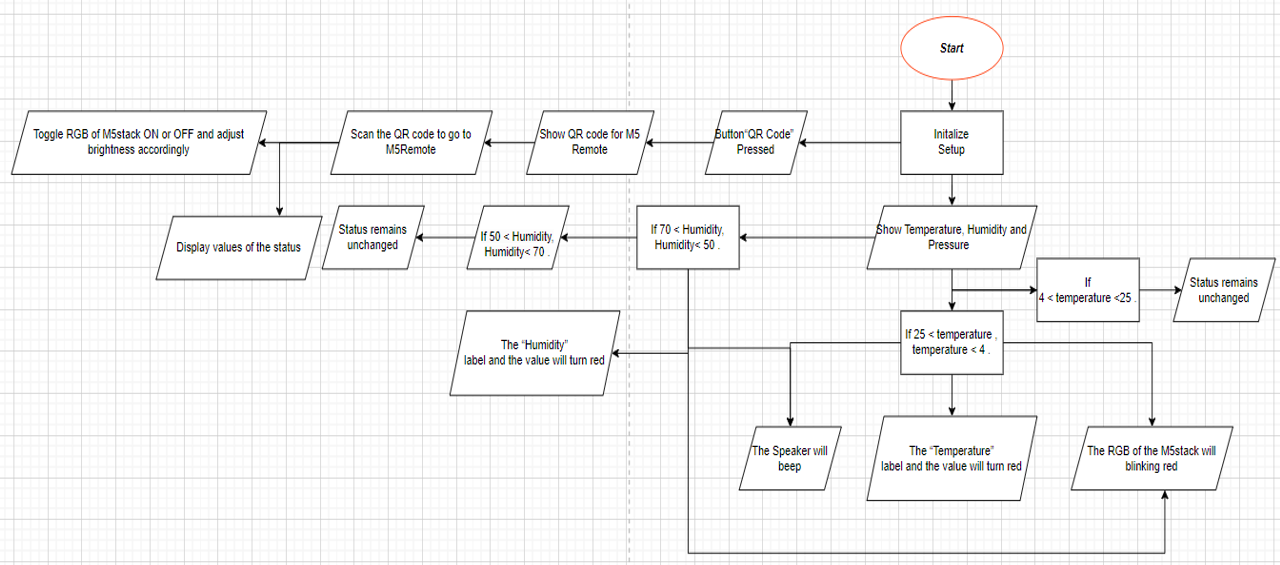 Start
Toggle RGB of M5stack ON or OFF and adjust
brightness accordingly
Scan the QR code to go to
M5Remote
Show QR code for M5
Remote
Button"QR Code"
Pressed
Initalize
Setup
Display values of the status
Status remains
unchanged
If 50 < Humidity,
Humidity< 70 .
If 70 < Humidity,
Humidity< 50 .
Show Temperature, Humidity and
Pressure
If
4 < temperature <25 .
Status remains
unchanged
The "Humidity"
label and the value will turn red
If 25 < temperature ,
temperature < 4 .
The Speaker will
beep
The "Temperature"
label and the value will turn red
The RGB of the M5stack will
blinking red